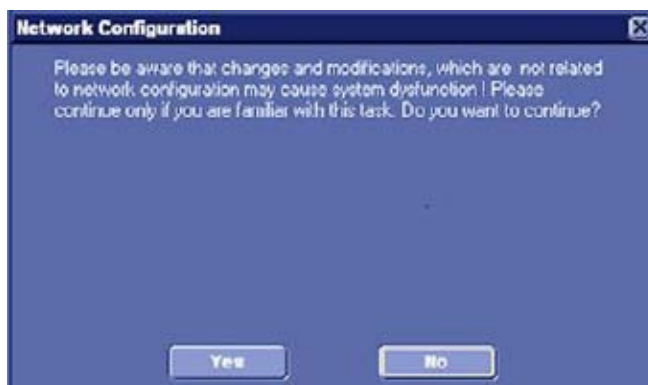 Network Configuration
Please be aware that changes and modifications, which are not related
to network configuration may cause system dysfunction ! Please
continue only if you are familiar with this task. Do you want to continue?
Yes
No